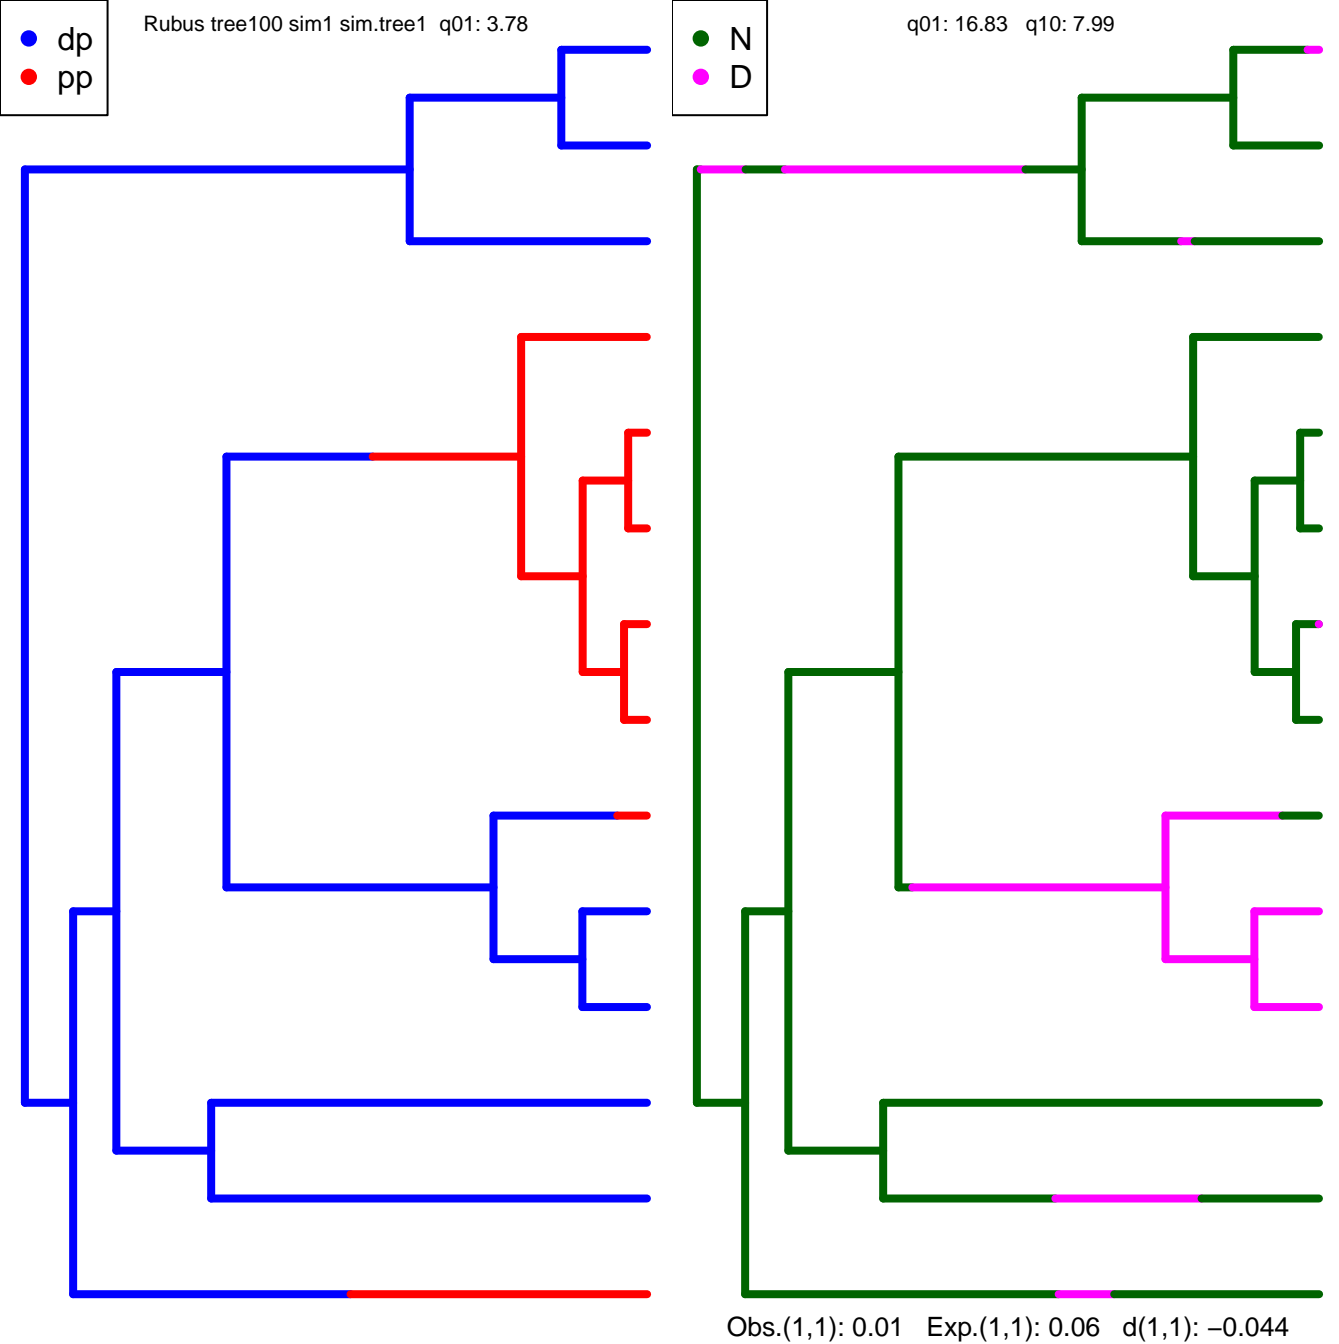 Rubus tree100 sim1 sim.tree1 q01: 3.78
dp
pp
q01: 16.83 q10: 7.99
N
D
Obs.(1,1): 0.01 Exp.(1,1): 0.06 d(1,1): −0.044